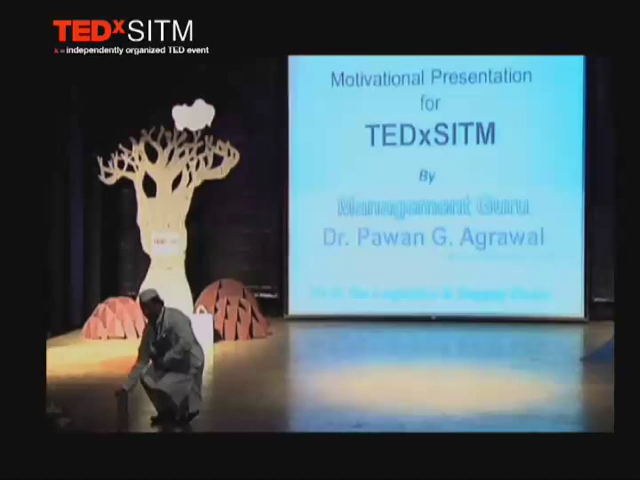 TEDxSITM
x = independently organized TED event
Motivational Presentation
for
TEDxSITM
By
Management Guru
Dr. Pawan G. Agrawal